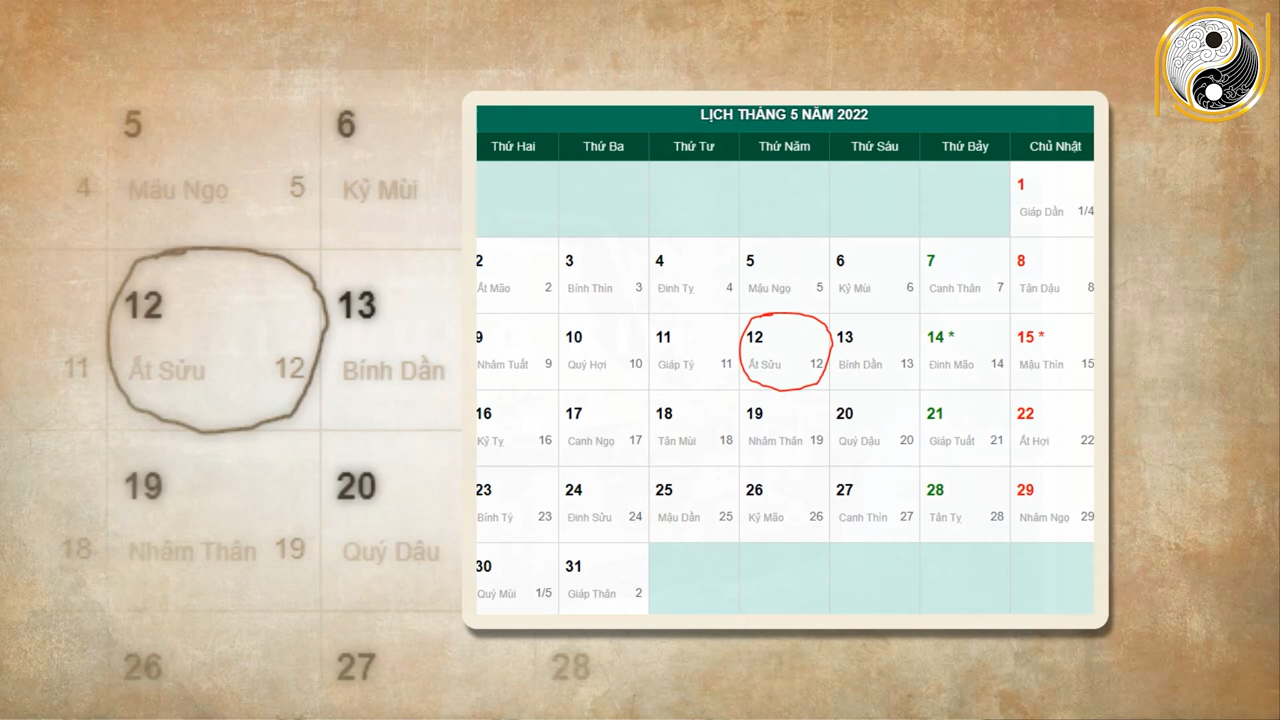 LỊCH THÁNG 5 NĂM 2022
Thứ Hai Thứ Ba Thứ Tư Thứ Năm Thứ Sáu Thứ Bảy Chủ Nhật
1
Giáp Dần 1/4
2 3 4 5 6 7 8
Ất Mão 2 Bính Thìn 3 Đinh Tỵ 4 Mậu Ngọ 5 Kỷ Mùi 6 Canh Thân 7 Tân Dậu 8
9 10 11 12 13 14 * 15 *
Nhâm Tuất 9 Quý Hợi 10 Giáp Tý 11 Ất Sửu 12 Bính Dần 13 Đinh Mão 14 Mậu Thìn 15
16 17 18 19 20 21 22
Kỷ Tỵ 16 Canh Ngọ 17 Tân Mùi 18 Nhâm Thân 19 Quý Dậu 20 Giáp Tuất 21 Ất Hợi 22
23 24 25 26 27 28 29
Bính Tý 23 Đinh Sửu 24 Mậu Dần 25 Kỷ Mão 26 Canh Thìn 27 Tân Tỵ 28 Nhâm Ngọ 29
30 31
Quý Mùi 1/5 Giáp Thân 2
5 6
4 Mậu Ngọ 5 Kỷ Mùi
12 13
11 Ất Sửu 12 Bính Dần
19 20
18 Nhâm Thân 19 Quý Dậu
26 27 28